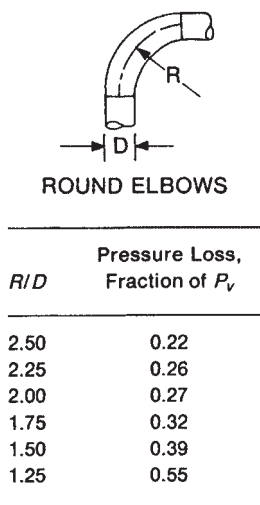 R
D
ROUND ELBOWS
Pressure Loss,
R/D Fraction of Pv
2.50 0.22
2.25 0.26
2.00 0.27
1.75 0.32
1.50 0.39
1.25 0.55